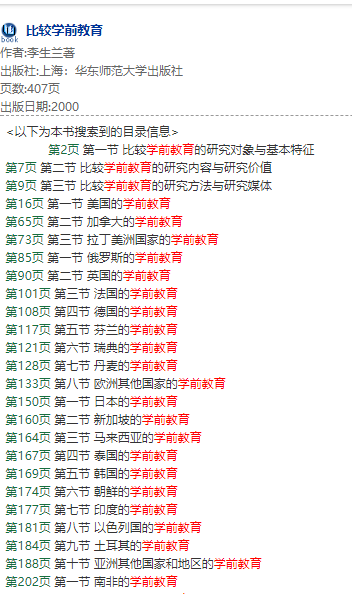 比较学前教育
book
作者:李生兰著
出版社:上海：华东师范大学出版社
页数:407页
出版日期:2000
<以下为本书搜索到的目录信息>
第2页 第一节 比较学前教育的研究对象与基本特征
第7页 第二节 比较学前教育的研究内容与研究价值
第9页 第三节 比较学前教育的研究方法与研究媒体
第16页 第一节 美国的学前教育
第65页 第二节 加拿大的学前教育
第73页 第三节 拉丁美洲国家的学前教育
第85页 第一节 俄罗斯的学前教育
第90页 第二节 英国的学前教育
第101页 第三节 法国的学前教育
第108页 第四节 德国的学前教育
第117页 第五节 芬兰的学前教育
第121页 第六节 瑞典的学前教育
第128页 第七节 丹麦的学前教育
第133页 第八节 欧洲其他国家的学前教育
第150页 第一节 日本的学前教育
第160页 第二节 新加坡的学前教育
第164页 第三节 马来西亚的学前教育
第167页 第四节 泰国的学前教育
第169页 第五节 韩国的学前教育
第174页 第六节 朝鲜的学前教育
第177页 第七节 印度的学前教育
第181页 第八节 以色列国的学前教育
第184页 第九节 土耳其的学前教育
第188页 第十节 亚洲其他国家和地区的学前教育
第202页 第一节 南非的学前教育